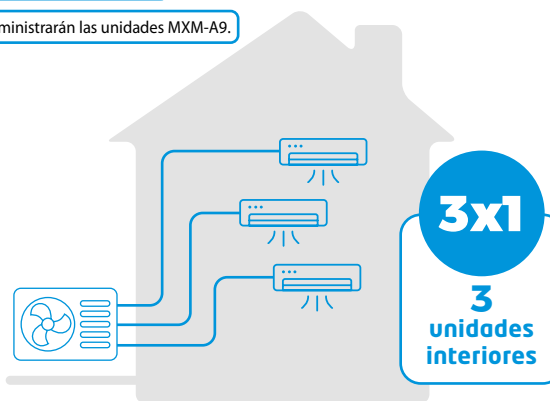 ministrarán las unidades MXM-A9.
3x1
3
unidades
interiores